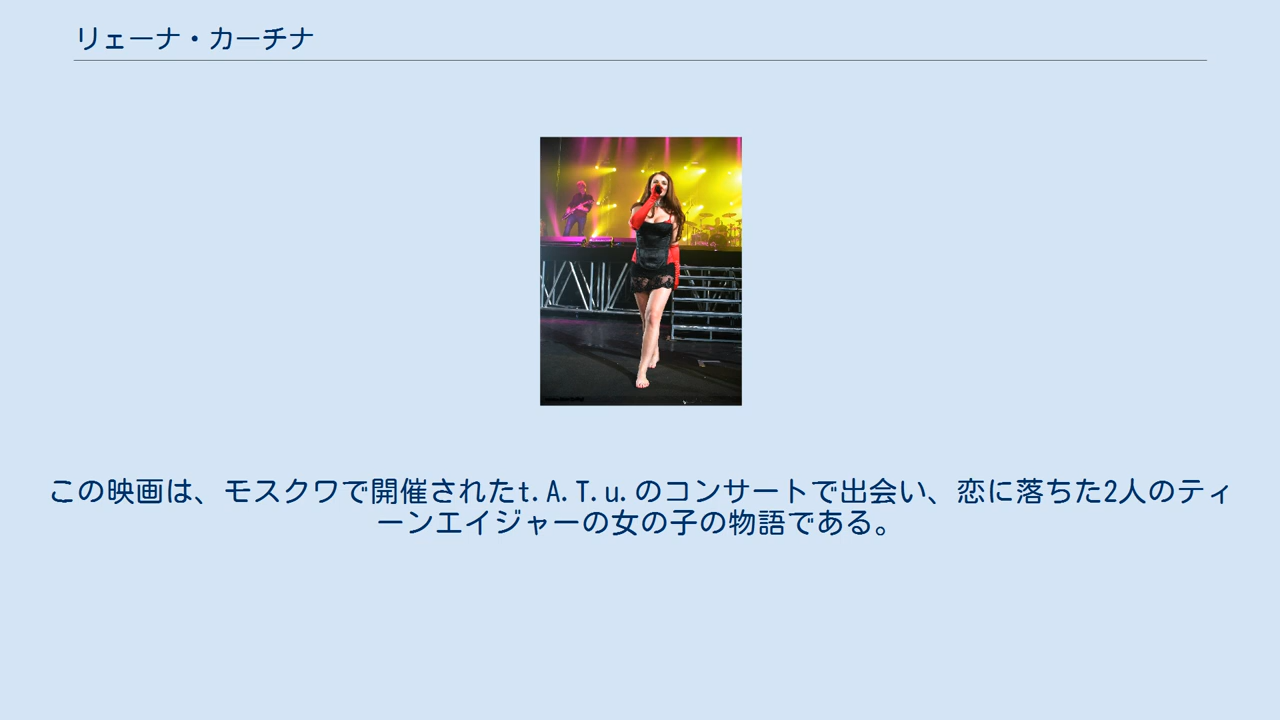 リェーナ・カーチナ
この映画は、モスクワで開催されたt.A.T.u.のコンサートで出会い、恋に落ちた2人のティ
ーンエイジャーの女の子の物語である。